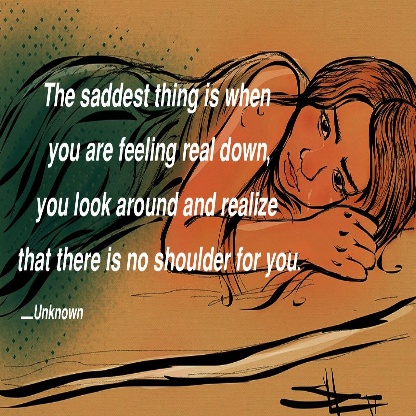 The saddest thing is when
you are feeling real down,
you look around and realize
that there is no shoulder for you.
—Unknown